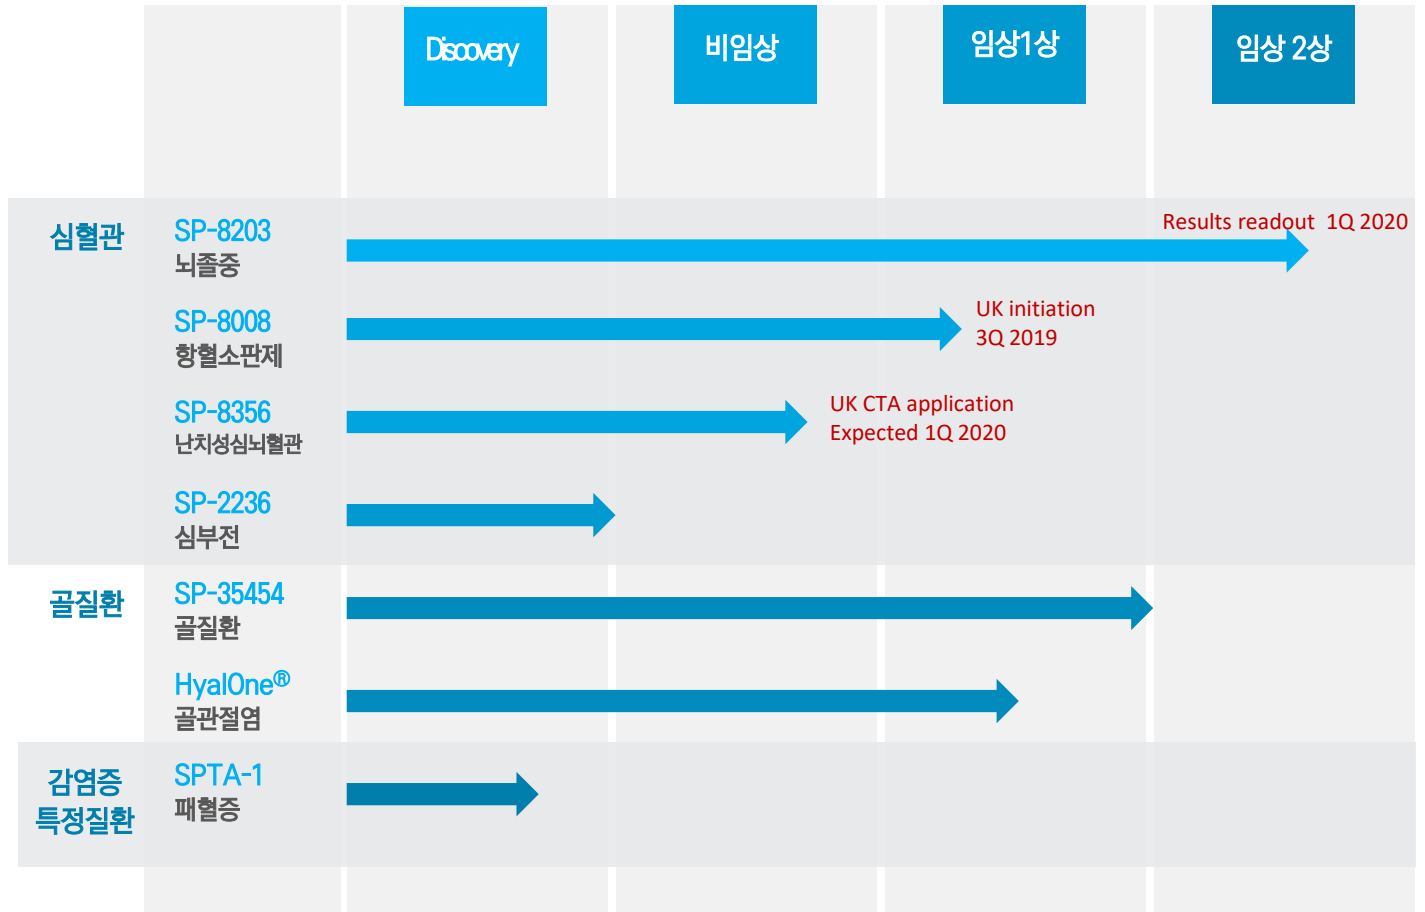 Discovery
비임상
임상1상
임상 2상
심혈관
SP-8203
뇌졸중
Results readout 1Q 2020
SP-8008
항혈소판제
UK initiation
3Q 2019
SP-8356
난치성심뇌혈관
UK CTA application
Expected 1Q 2020
SP-2236
심부전
골질환
SP-35454
골질환
HyalOne®
골관절염
감염증
특정질환
SPTA-1
패혈증